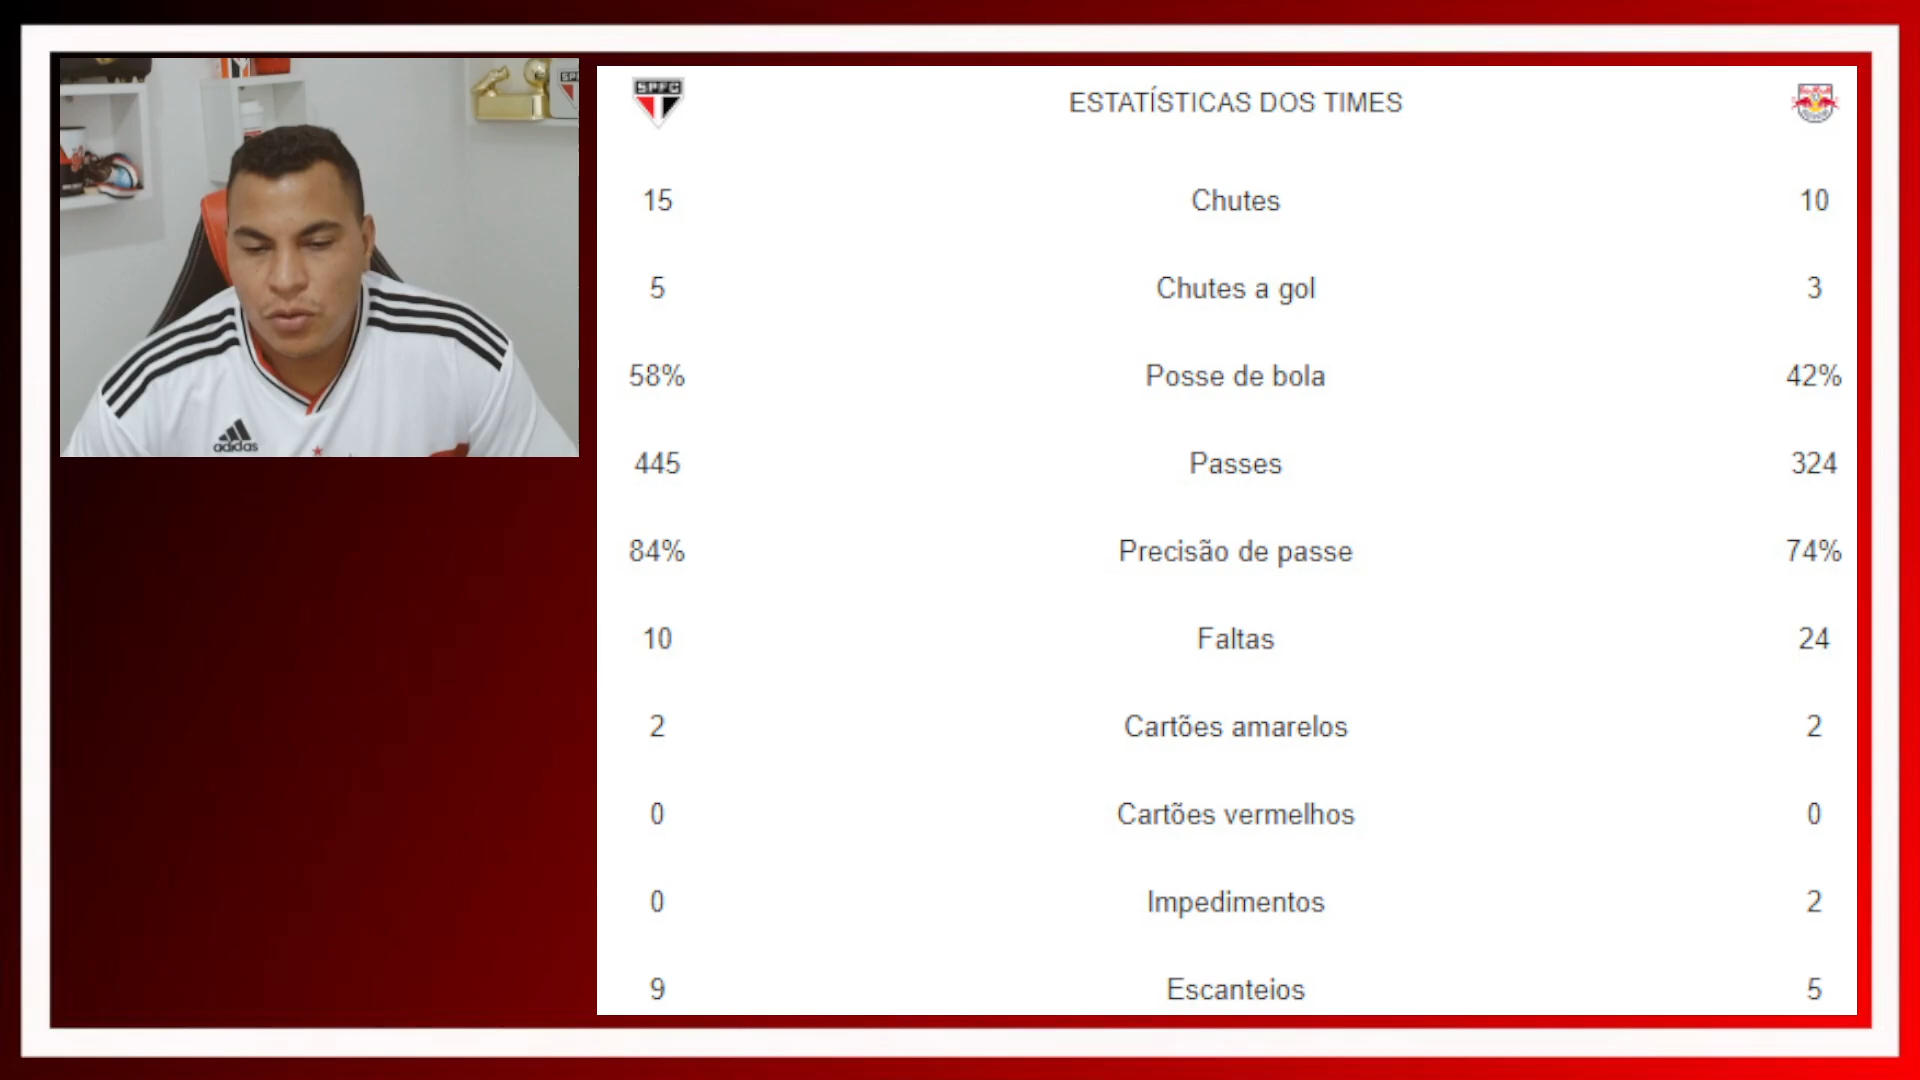 SPFC
ESTATÍSTICAS DOS TIMES
15 Chutes 10
5 Chutes a gol 3
58% Posse de bola 42%
445 Passes 324
84% Precisão de passe 74%
10 Faltas 24
2 Cartões amarelos 2
0 Cartões vermelhos 0
0 Impedimentos 2
9 Escanteios 5
adidas